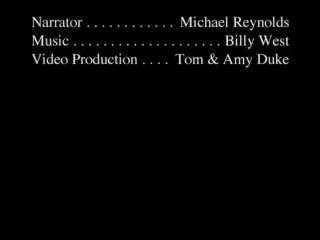 Narrator . . . . . . . . . . . . Michael Reynolds
Music . . . . . . . . . . . . . . . . . . . . Billy West
Video Production . . . . Tom & Amy Duke